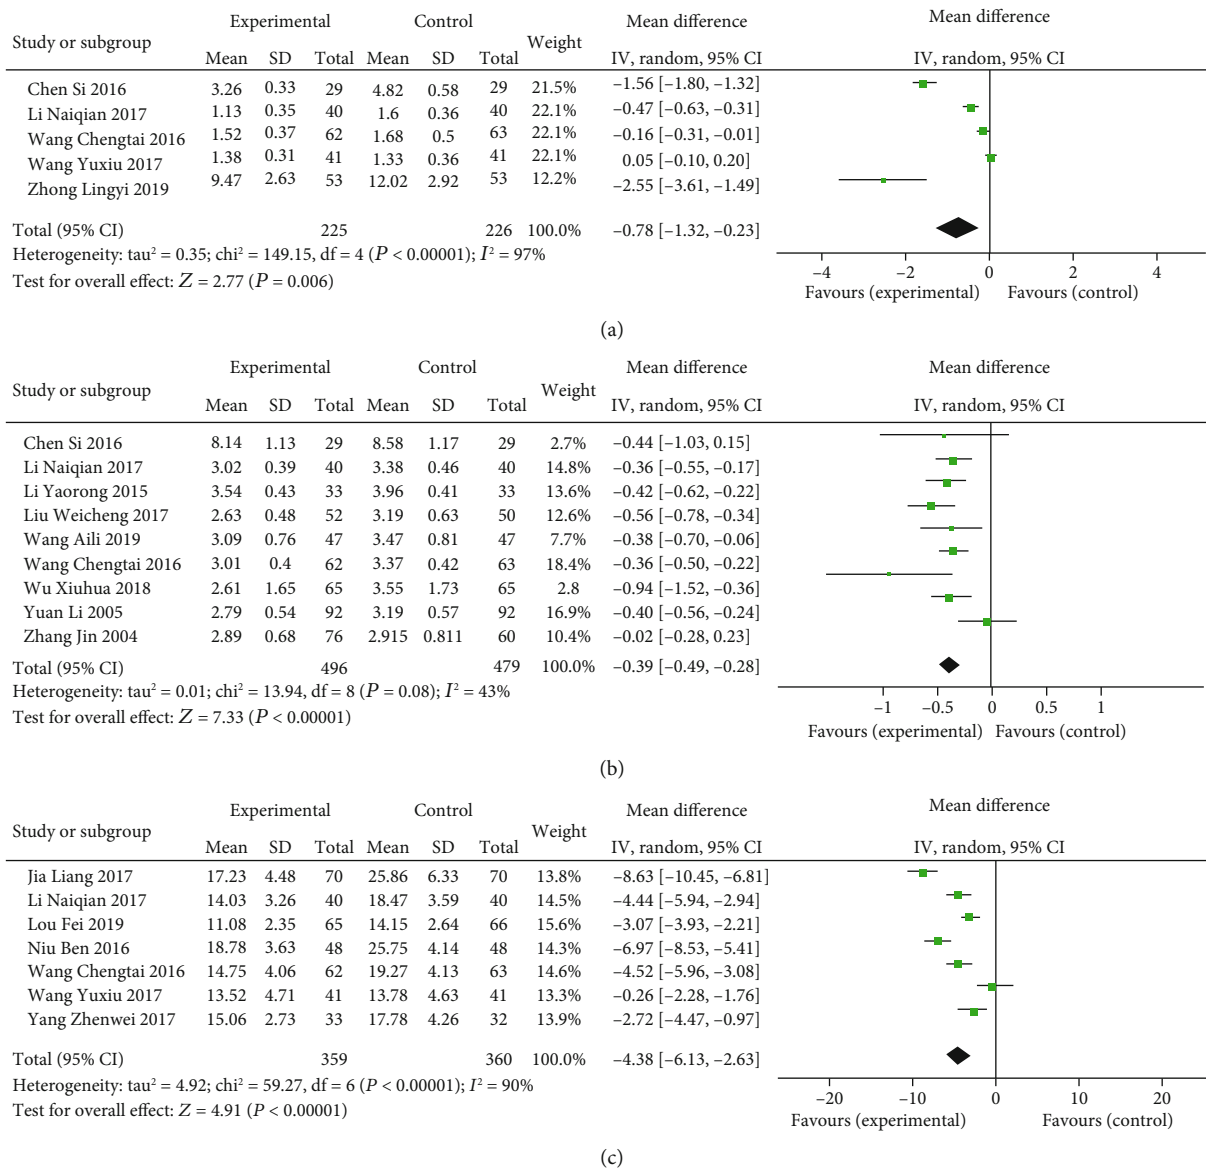 Experimental Control Mean difference Mean difference
Study or subgroup Weight
Mean SD Total Mean SD Total IV, random, 95% CI IV, random, 95% CI
Chen Si 2016 3.26 0.33 29 4.82 0.58 29 21.5% –1.56 [–1.80, –1.32]
Li Naiqian 2017 1.13 0.35 40 1.6 0.36 40 22.1% –0.47 [–0.63, –0.31]
Wang Chengtai 2016 1.52 0.37 62 1.68 0.5 63 22.1% –0.16 [–0.31, –0.01]
Wang Yuxiu 2017 1.38 0.31 41 1.33 0.36 41 22.1% 0.05 [–0.10, 0.20]
Zhong Lingyi 2019 9.47 2.63 53 12.02 2.92 53 12.2% –2.55 [–3.61, –1.49]
Total (95% CI) 225 226 100.0% –0.78 [–1.32, –0.23]
Heterogeneity: tau² = 0.35; chi² = 149.15, df = 4 (P < 0.00001); I² = 97%
Test for overall effect: Z = 2.77 (P = 0.006)
–4 –2 0 2 4
Favours (experimental) Favours (control)
(a)
Experimental Control Mean difference Mean difference
Study or subgroup Weight
Mean SD Total Mean SD Total IV, random, 95% CI IV, random, 95% CI
Chen Si 2016 8.14 1.13 29 8.58 1.17 29 2.7% –0.44 [–1.03, 0.15]
Li Naiqian 2017 3.02 0.39 40 3.38 0.46 40 14.8% –0.36 [–0.55, –0.17]
Li Yaorong 2015 3.54 0.43 33 3.96 0.41 33 13.6% –0.42 [–0.62, –0.22]
Liu Weicheng 2017 2.63 0.48 52 3.19 0.63 50 12.6% –0.56 [–0.78, –0.34]
Wang Aili 2019 3.09 0.76 47 3.47 0.81 47 7.7% –0.38 [–0.70, –0.06]
Wang Chengtai 2016 3.01 0.4 62 3.37 0.42 63 18.4% –0.36 [–0.50, –0.22]
Wu Xiuhua 2018 2.61 1.65 65 3.55 1.73 65 2.8 –0.94 [–1.52, –0.36]
Yuan Li 2005 2.79 0.54 92 3.19 0.57 92 16.9% –0.40 [–0.56, –0.24]
Zhang Jin 2004 2.89 0.68 76 2.915 0.811 60 10.4% –0.02 [–0.28, 0.23]
Total (95% CI) 496 479 100.0% –0.39 [–0.49, –0.28]
Heterogeneity: tau² = 0.01; chi² = 13.94, df = 8 (P = 0.08); I² = 43%
Test for overall effect: Z = 7.33 (P < 0.00001)
–1 –0.5 0 0.5 1
Favours (experimental) Favours (control)
(b)
Experimental Control Mean difference Mean difference
Study or subgroup Weight
Mean SD Total Mean SD Total IV, random, 95% CI IV, random, 95% CI
Jia Liang 2017 17.23 4.48 70 25.86 6.33 70 13.8% –8.63 [–10.45, –6.81]
Li Naiqian 2017 14.03 3.26 40 18.47 3.59 40 14.5% –4.44 [–5.94, –2.94]
Lou Fei 2019 11.08 2.35 65 14.15 2.64 66 15.6% –3.07 [–3.93, –2.21]
Niu Ben 2016 18.78 3.63 48 25.75 4.14 48 14.3% –6.97 [–8.53, –5.41]
Wang Chengtai 2016 14.75 4.06 62 19.27 4.13 63 14.6% –4.52 [–5.96, –3.08]
Wang Yuxiu 2017 13.52 4.71 41 13.78 4.63 41 13.3% –0.26 [–2.28, –1.76]
Yang Zhenwei 2017 15.06 2.73 33 17.78 4.26 32 13.9% –2.72 [–4.47, –0.97]
Total (95% CI) 359 360 100.0% –4.38 [–6.13, –2.63]
Heterogeneity: tau² = 4.92; chi² = 59.27, df = 6 (P < 0.00001); I² = 90%
Test for overall effect: Z = 4.91 (P < 0.00001)
–20 –10 0 10 20
Favours (experimental) Favours (control)
(c)